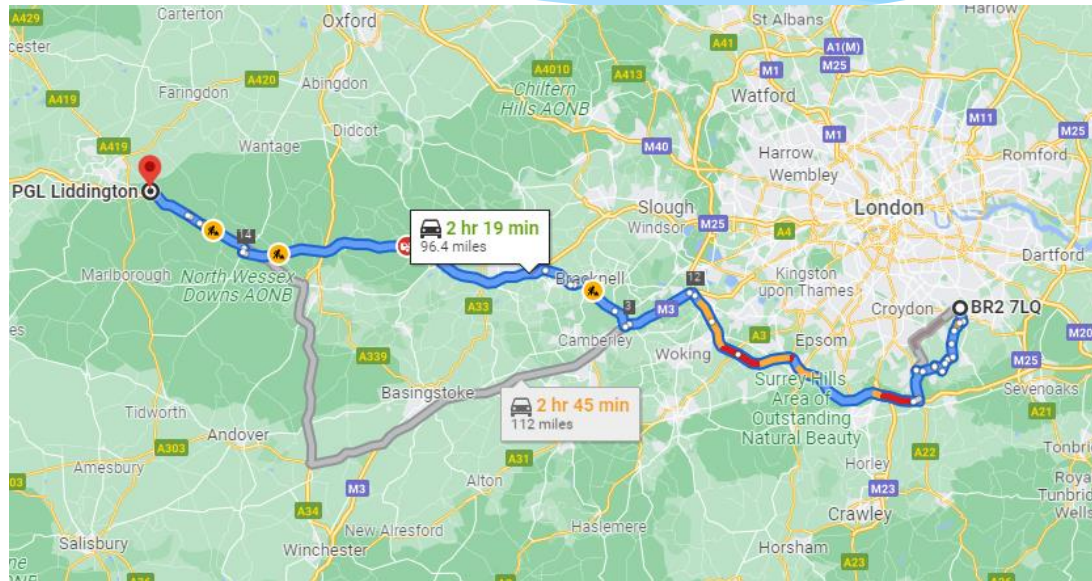 A429
Carterton
Oxford
A40
St Albans
Harlow
A41
A1(M)
M25
M1
A419
A420
Abingdon
Chiltern
Hills AONB
A4010
A413
Watford
Faringdon
Didcot
M1
M11
M25
Wantage
M40
Harrow
Romford
A419
Wembley
PGL Liddington
Slough
London
Windsor
M25
A4
14
2 hr 19 min
96.4 miles
Dartford
Marlborough
North Wessex
Downs AONB
A33
Bracknell
12
Kingston
upon Thames
Croydon
BR2 7LQ
3
M3
M20
Camberley
A3
Epsom
A339
Woking
M25
Basingstoke
Surrey Hills
Area of
Outstanding
Natural Beauty
Sevenoaks
2 hr 45 min
112 miles
A21
Tidworth
Andover
A303
A31
Horley
A22
Amesbury
M3
Alton
M23
A34
New Alresford
Haslemere
Crawley
Salisbury
Winchester
Horsham
A23